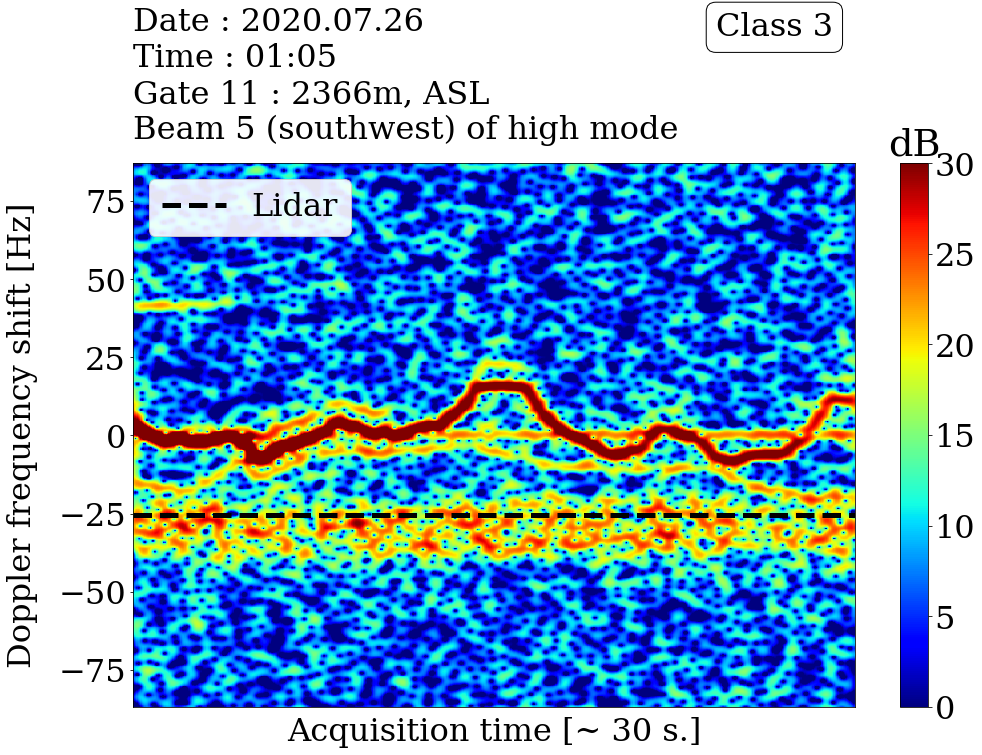 Date : 2020.07.26
Time : 01:05
Gate 11 : 2366m, ASL
Beam 5 (southwest) of high mode
Class 3
dB
Lidar
Doppler frequency shift [Hz]
75
50
25
0
−25
−50
−75
30
25
20
15
10
5
0
Acquisition time [~ 30 s.]